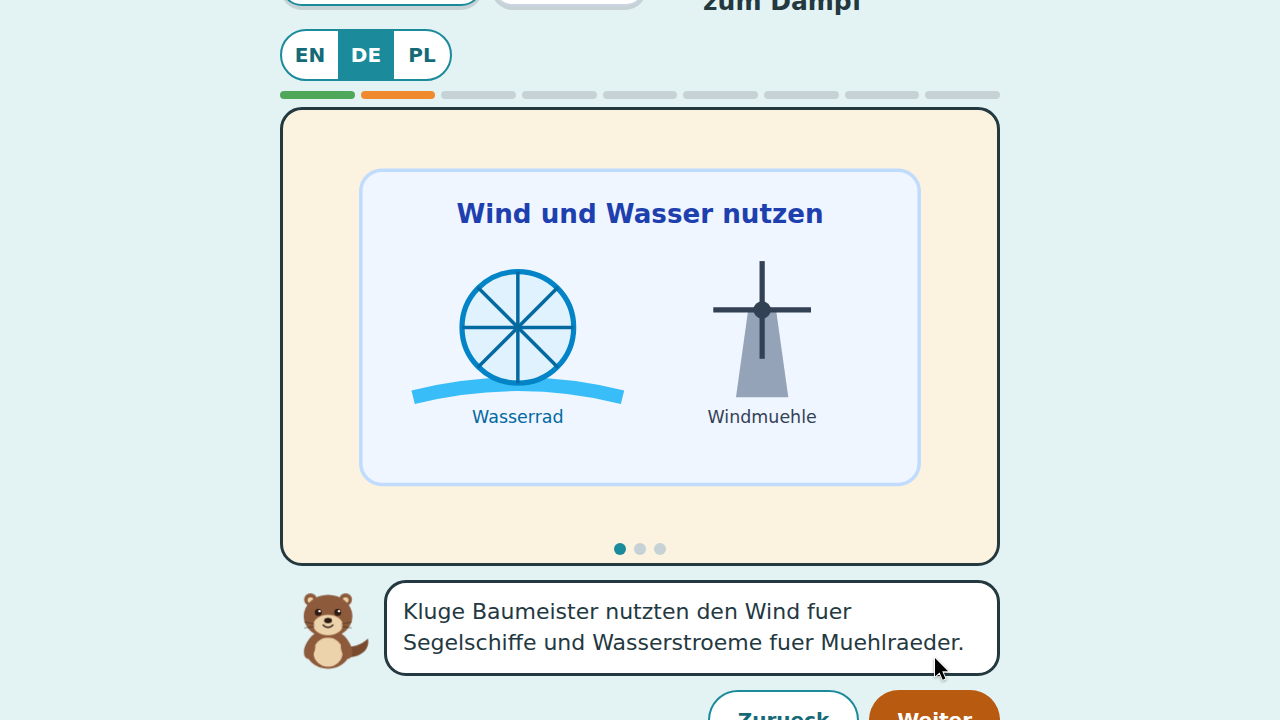 zum Dampf
EN DE PL
Wind und Wasser nutzen
Wasserrad
Windmuehle
Kluge Baumeister nutzten den Wind fuer
Segelschiffe und Wasserstroeme fuer Muehlraeder.
Zurueck
Weiter